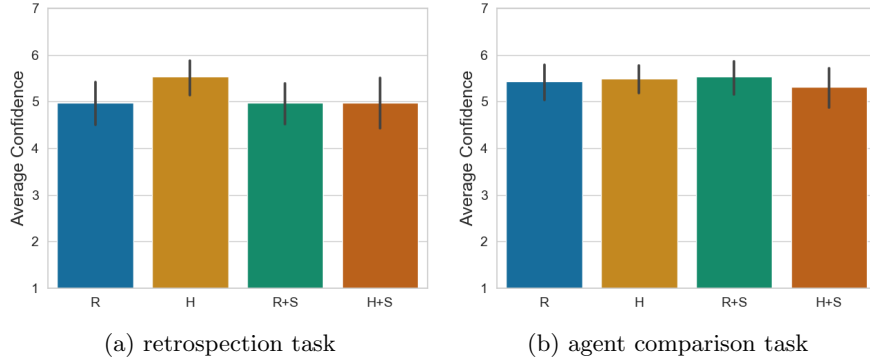 7
6
5
4
3
2
1
Average Confidence
R H R+S H+S
(a) retrospection task
7
6
5
4
3
2
1
Average Confidence
R H R+S H+S
(b) agent comparison task